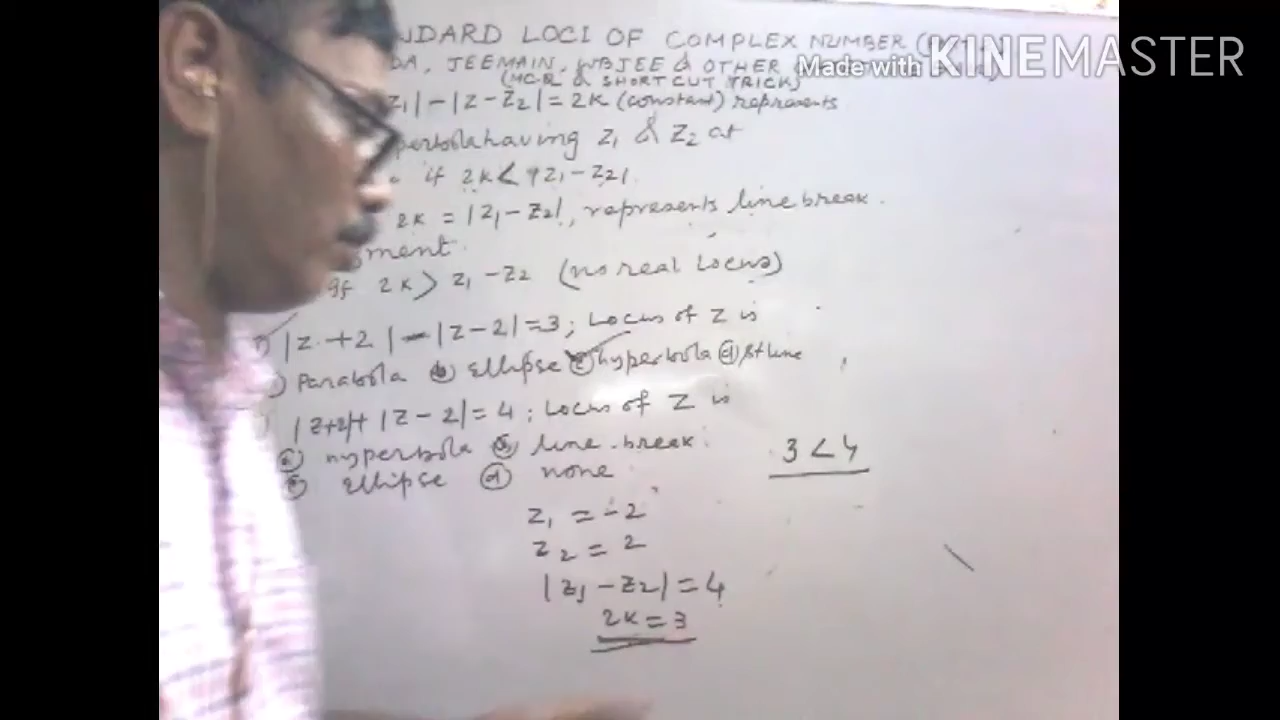 NDARD LOCI OF COMPLEX NUMBER
DA, JEEMAIN, WBJEE & OTHER
(MCQ & SHORT CUT TRICK)
Made with KINEMASTER
z₁|-|z-z₂|=2k (constant) represents
perbola having z₁ & z₂ at
if 2k < |z₁-z₂|
2k = |z₁-z₂|, represents line break
gment.
If 2k > z₁-z₂ (no real Locus)
|z+2|-|z-2|=3; Locus of z is
Parabola (b) ellipse (c) hyperbola (d) st line
|z+2|+|z-2|=4; Locus of z is
(a) hyperbola (b) line break.
(c) ellipse (d) none
3 < 4
z₁ = -2
z₂ = 2
|z₁-z₂| = 4
2k = 3